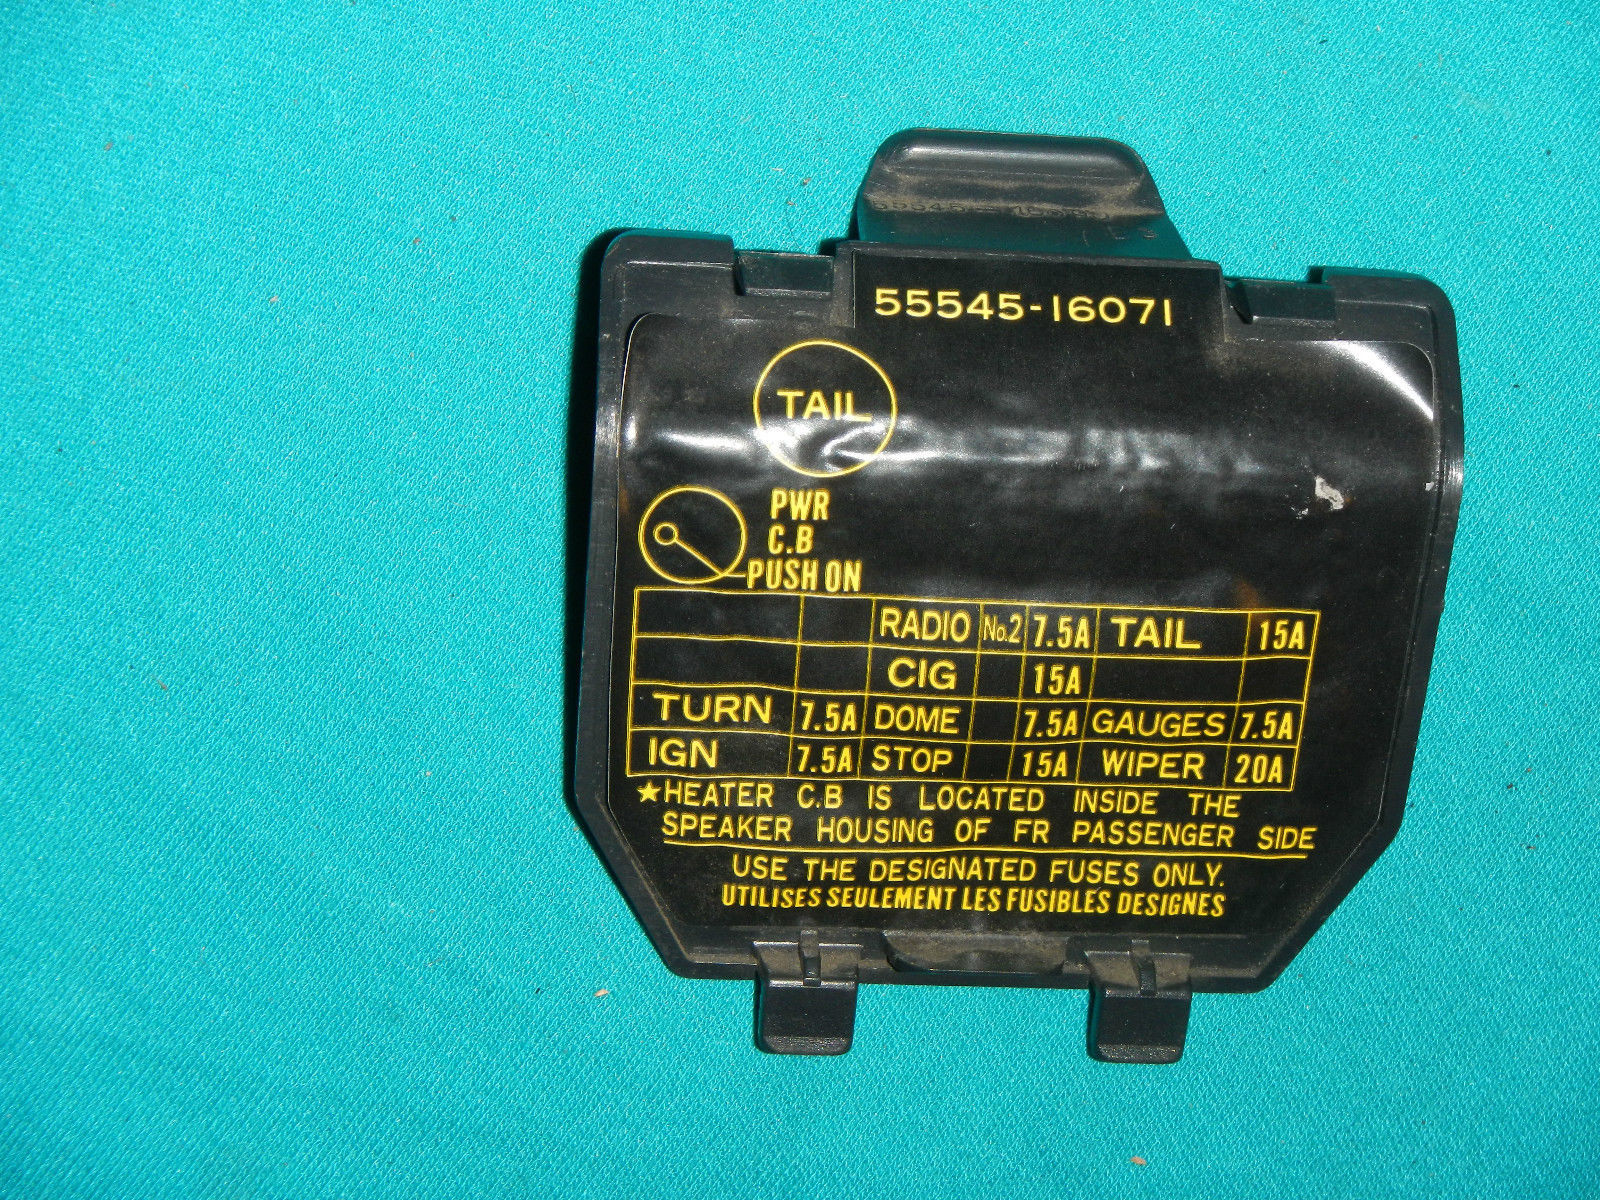 55545-16071
TAIL
PWR
C.B
PUSH ON
RADIO No.2 7.5A TAIL 15A
CIG 15A
TURN 7.5A DOME 7.5A GAUGES 7.5A
IGN 7.5A STOP 15A WIPER 20A
★HEATER C.B IS LOCATED INSIDE THE
SPEAKER HOUSING OF FR PASSENGER SIDE
USE THE DESIGNATED FUSES ONLY.
UTILISES SEULEMENT LES FUSIBLES DESIGNES